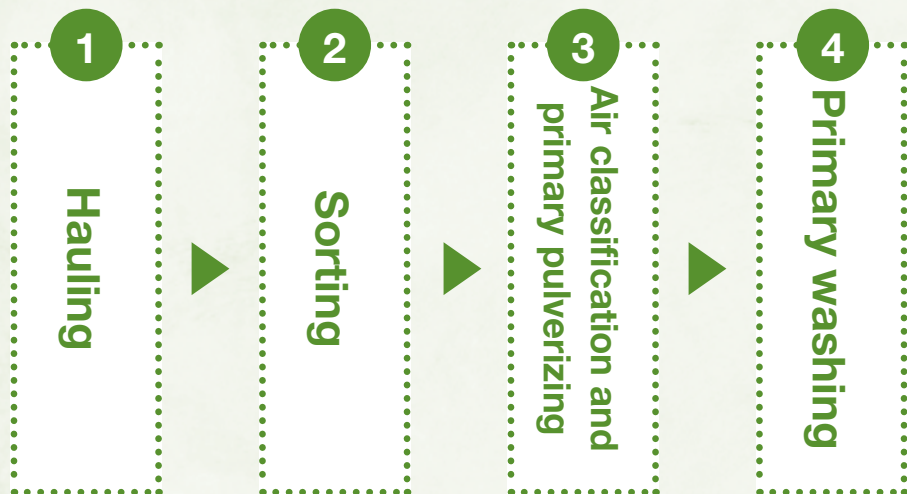 1
Hauling
2
Sorting
3
Air classification and
primary pulverizing
4
Primary washing